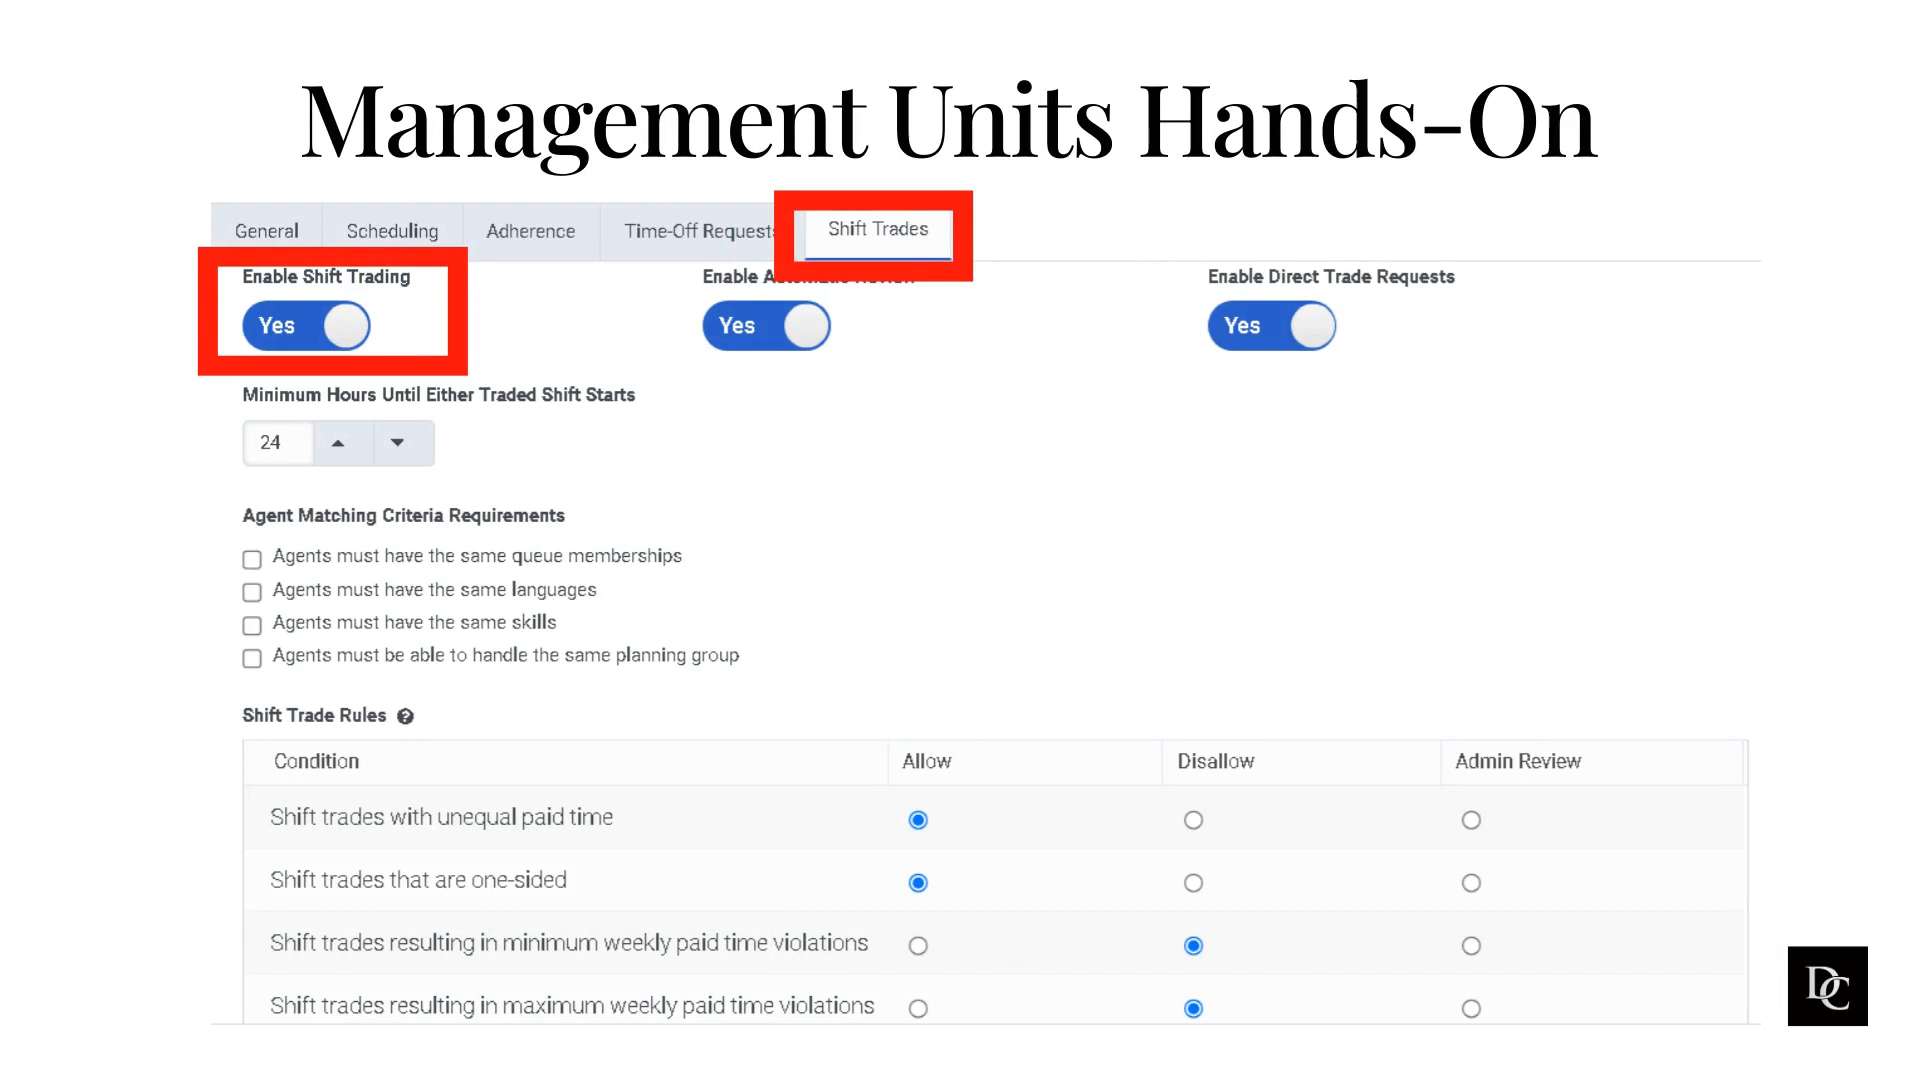 Management Units Hands-On
General Scheduling Adherence Time-Off Requests Shift Trades
Enable Shift Trading Enable Enable Direct Trade Requests
Yes Yes Yes
Minimum Hours Until Either Traded Shift Starts
24
Agent Matching Criteria Requirements
Agents must have the same queue memberships
Agents must have the same languages
Agents must have the same skills
Agents must be able to handle the same planning group
Shift Trade Rules ?
Condition Allow Disallow Admin Review
Shift trades with unequal paid time
Shift trades that are one-sided
Shift trades resulting in minimum weekly paid time violations
Shift trades resulting in maximum weekly paid time violations
DC